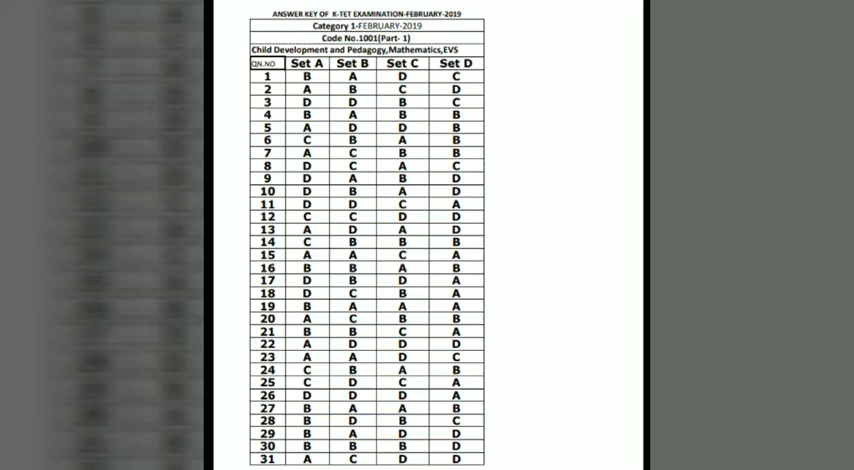 ANSWER KEY OF K-TET EXAMINATION-FEBRUARY-2019
Category 1-FEBRUARY-2019
Code No.1001(Part- 1)
Child Development and Pedagogy,Mathematics,EVS
QN.NO Set A Set B Set C Set D
1 B A D C
2 A B C D
3 D D B C
4 B A B B
5 A D D B
6 C B A B
7 A C B B
8 D C A C
9 D A B D
10 D B A D
11 D D C A
12 C C D D
13 A D A D
14 C B B B
15 A A C A
16 B B A B
17 D B D A
18 D C B A
19 B A A A
20 A C B B
21 B B C A
22 A D D D
23 A A D C
24 C B A B
25 C D C A
26 D D D A
27 B A A B
28 B D B C
29 B A D D
30 B B B D
31 A C D D